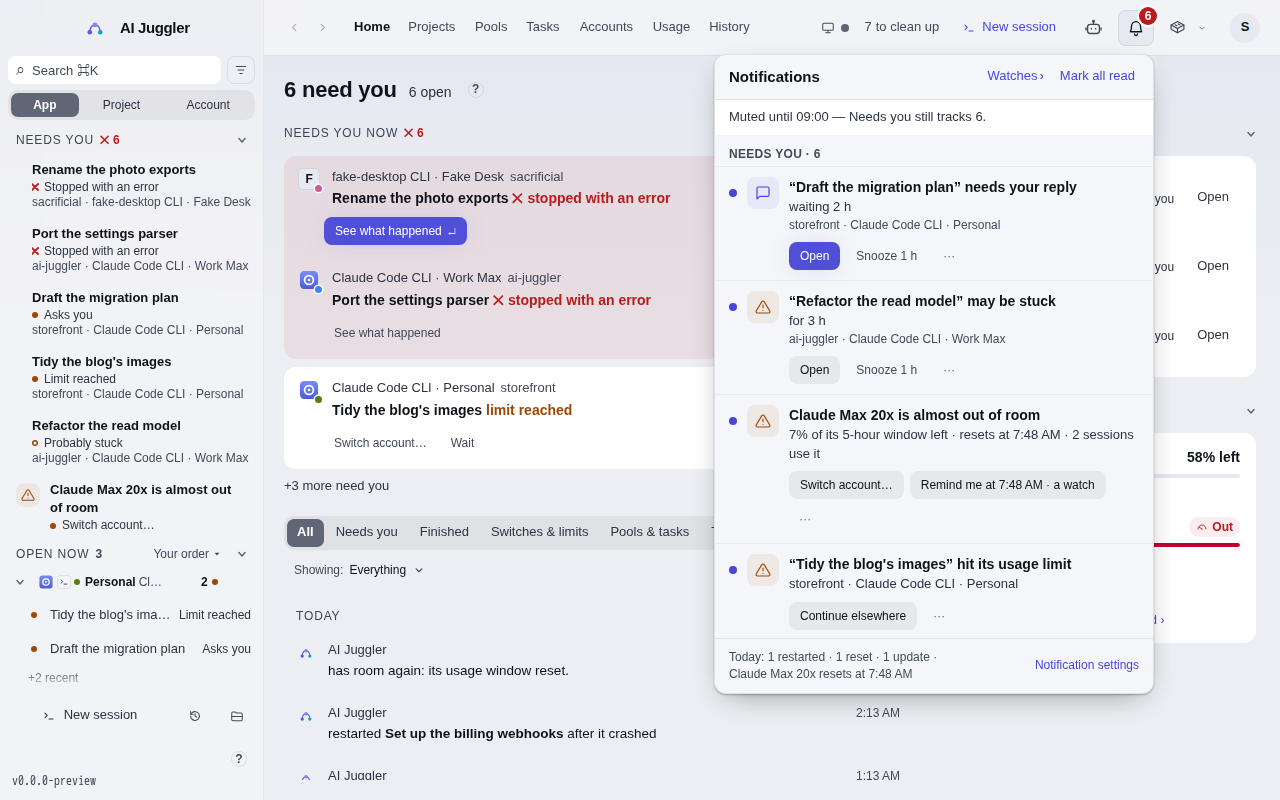 AI Juggler
Search ⌘K
App Project Account
NEEDS YOU 6
Rename the photo exports
Stopped with an error
sacrificial · fake-desktop CLI · Fake Desk
Port the settings parser
Stopped with an error
ai-juggler · Claude Code CLI · Work Max
Draft the migration plan
Asks you
storefront · Claude Code CLI · Personal
Tidy the blog's images
Limit reached
storefront · Claude Code CLI · Personal
Refactor the read model
Probably stuck
ai-juggler · Claude Code CLI · Work Max
Claude Max 20x is almost out
of room
Switch account…
OPEN NOW 3 Your order
Personal Cl… 2
Tidy the blog's ima… Limit reached
Draft the migration plan Asks you
+2 recent
New session
?
v0.0.0-preview
Home Projects Pools Tasks Accounts Usage History
7 to clean up New session 6 S
6 need you 6 open ?
NEEDS YOU NOW 6
F fake-desktop CLI · Fake Desk sacrificial
Rename the photo exports stopped with an error
See what happened
Claude Code CLI · Work Max ai-juggler
Port the settings parser stopped with an error
See what happened
Claude Code CLI · Personal storefront
Tidy the blog's images limit reached
Switch account… Wait
+3 more need you
All Needs you Finished Switches & limits Pools & tasks
Showing: Everything
TODAY
AI Juggler
has room again: its usage window reset.
AI Juggler 2:13 AM
restarted Set up the billing webhooks after it crashed
AI Juggler 1:13 AM
Notifications Watches › Mark all read
Muted until 09:00 — Needs you still tracks 6.
NEEDS YOU · 6
“Draft the migration plan” needs your reply
waiting 2 h
storefront · Claude Code CLI · Personal
Open Snooze 1 h ···
“Refactor the read model” may be stuck
for 3 h
ai-juggler · Claude Code CLI · Work Max
Open Snooze 1 h ···
Claude Max 20x is almost out of room
7% of its 5-hour window left · resets at 7:48 AM · 2 sessions
use it
Switch account… Remind me at 7:48 AM · a watch
···
“Tidy the blog's images” hit its usage limit
storefront · Claude Code CLI · Personal
Continue elsewhere ···
Today: 1 restarted · 1 reset · 1 update ·
Claude Max 20x resets at 7:48 AM
Notification settings
you Open
you Open
you Open
58% left
Out
›